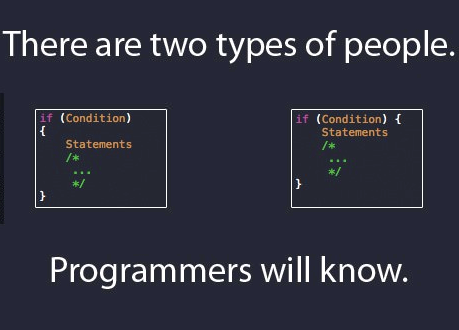 There are two types of people.
if (Condition)
{
Statements
/*
...
*/
}
if (Condition) {
Statements
/*
...
*/
}
Programmers will know.